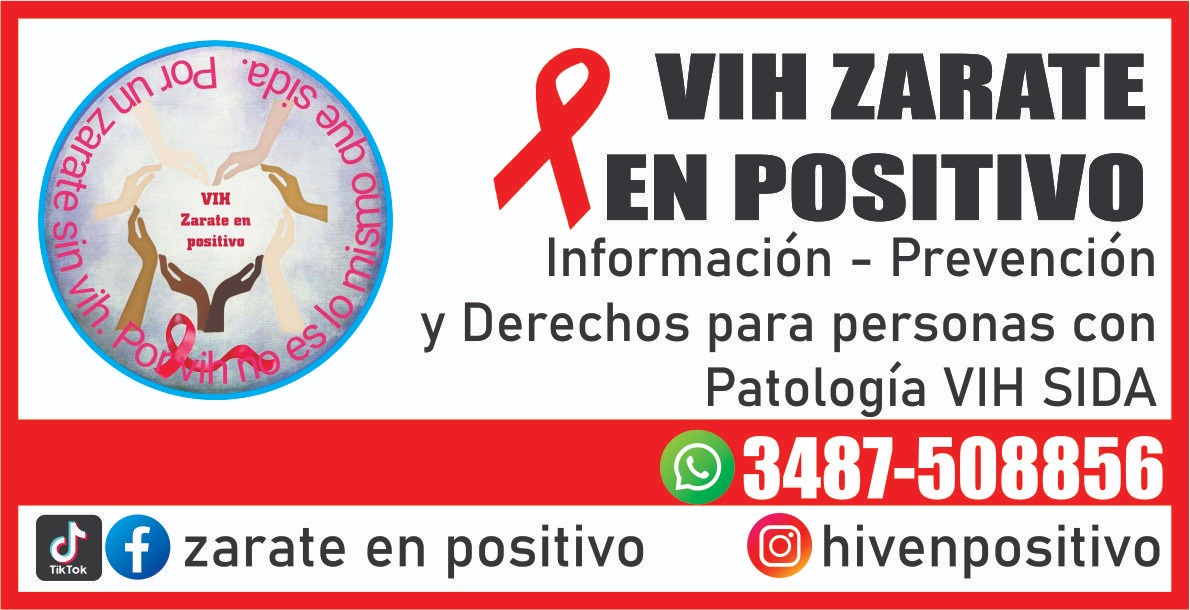 Por un zarate sin vih. Por vih no es lo mismo que sida.
VIH
Zarate en
positivo
VIH ZARATE
EN POSITIVO
Información - Prevención
y Derechos para personas con
Patología VIH SIDA
3487-508856
TikTok
zarate en positivo
hivenpositivo